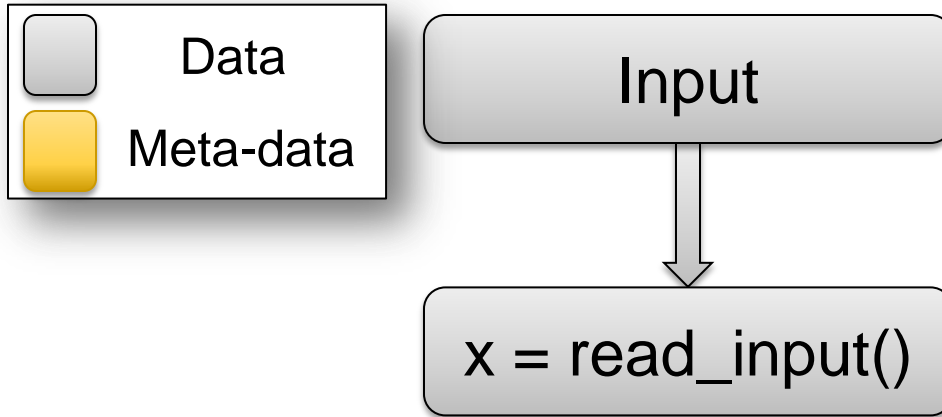 Data
Meta-data
Input
x = read_input()